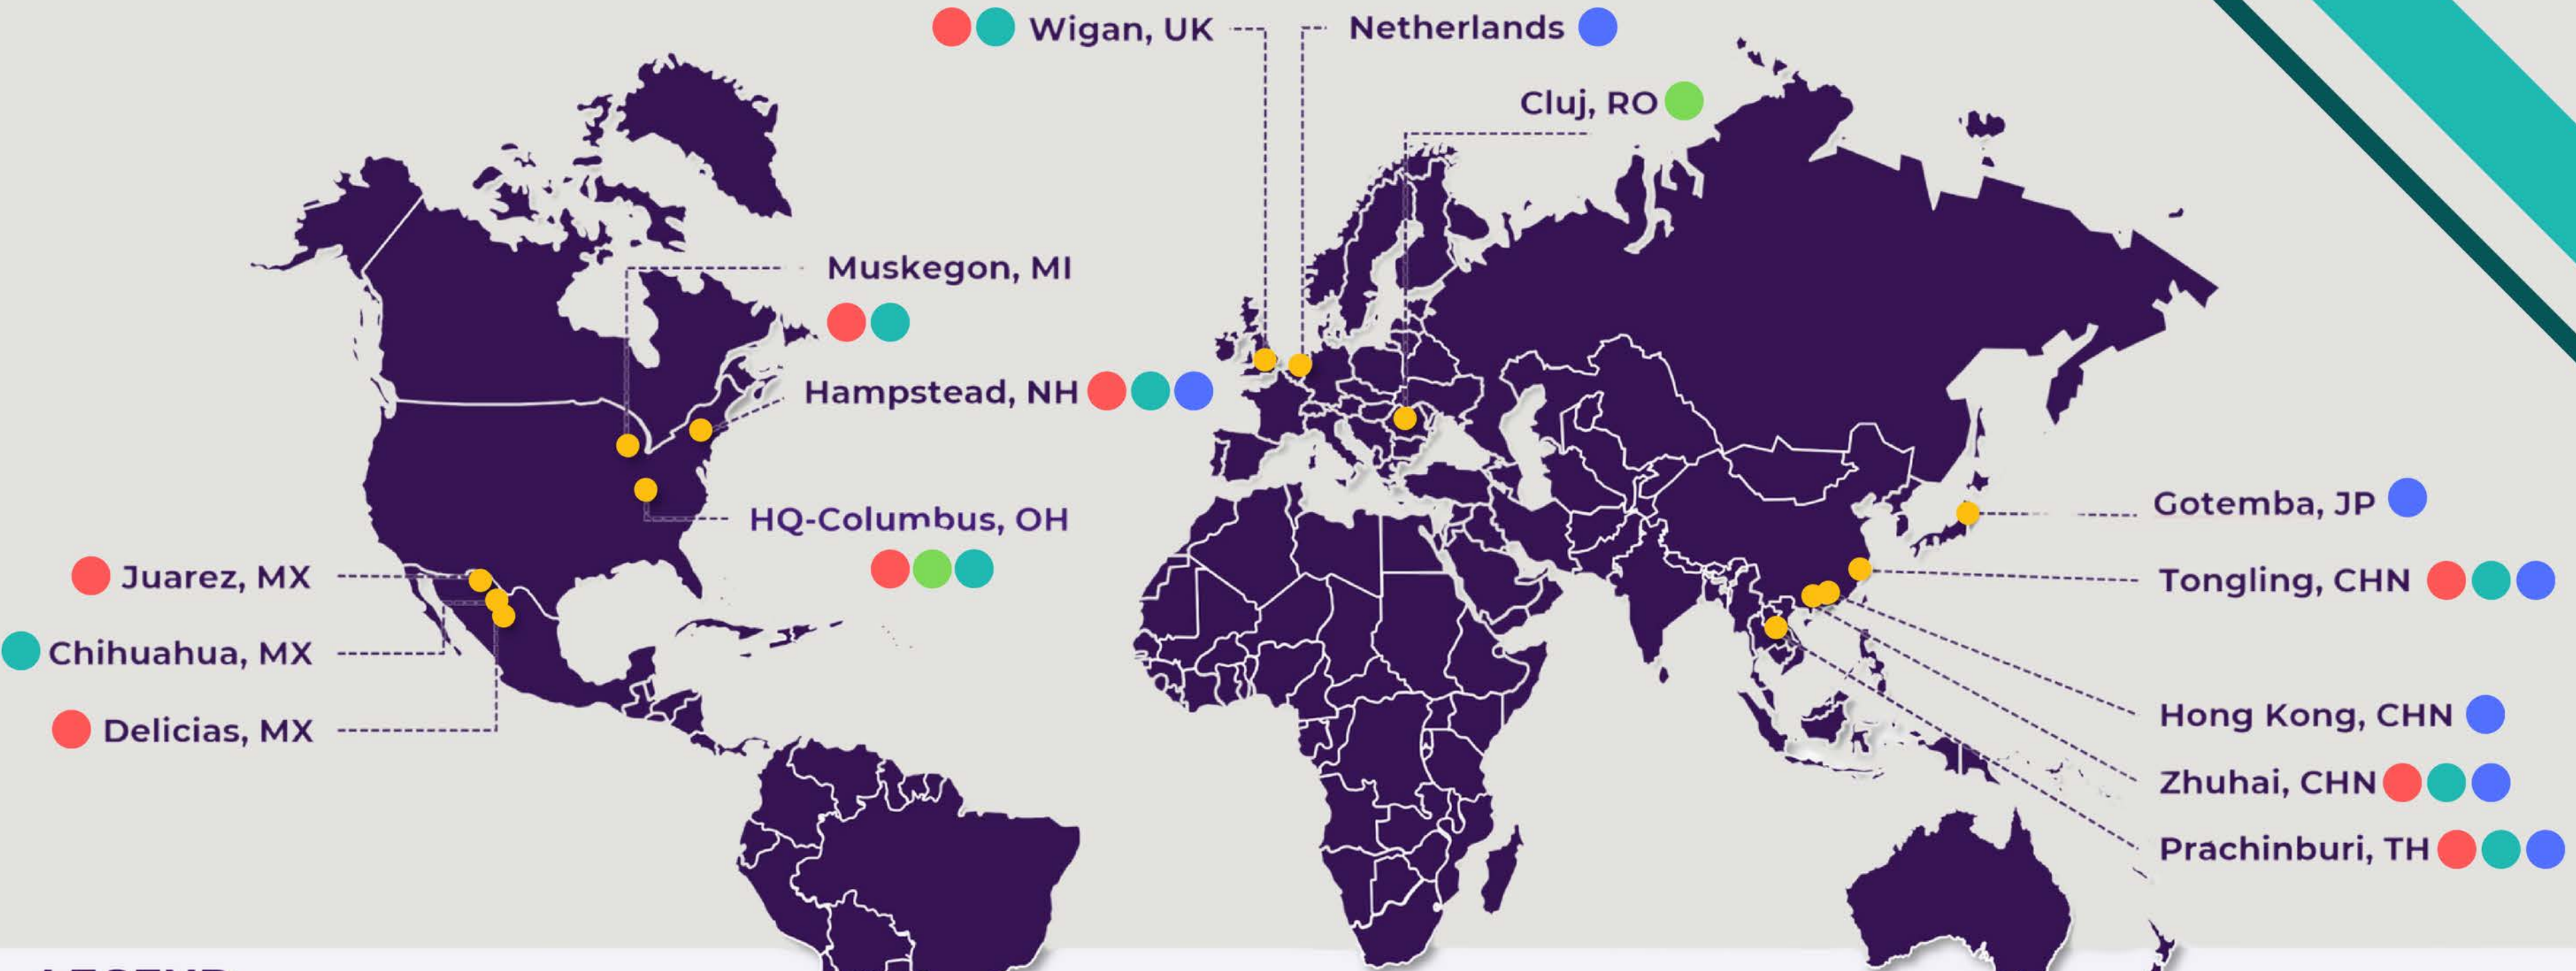 Wigan, UK
Netherlands
Cluj, RO
Muskegon, MI
Hampstead, NH
HQ-Columbus, OH
Juarez, MX
Chihuahua, MX
Delicias, MX
Gotemba, JP
Tongling, CHN
Hong Kong, CHN
Zhuhai, CHN
Prachinburi, TH
LEGEND